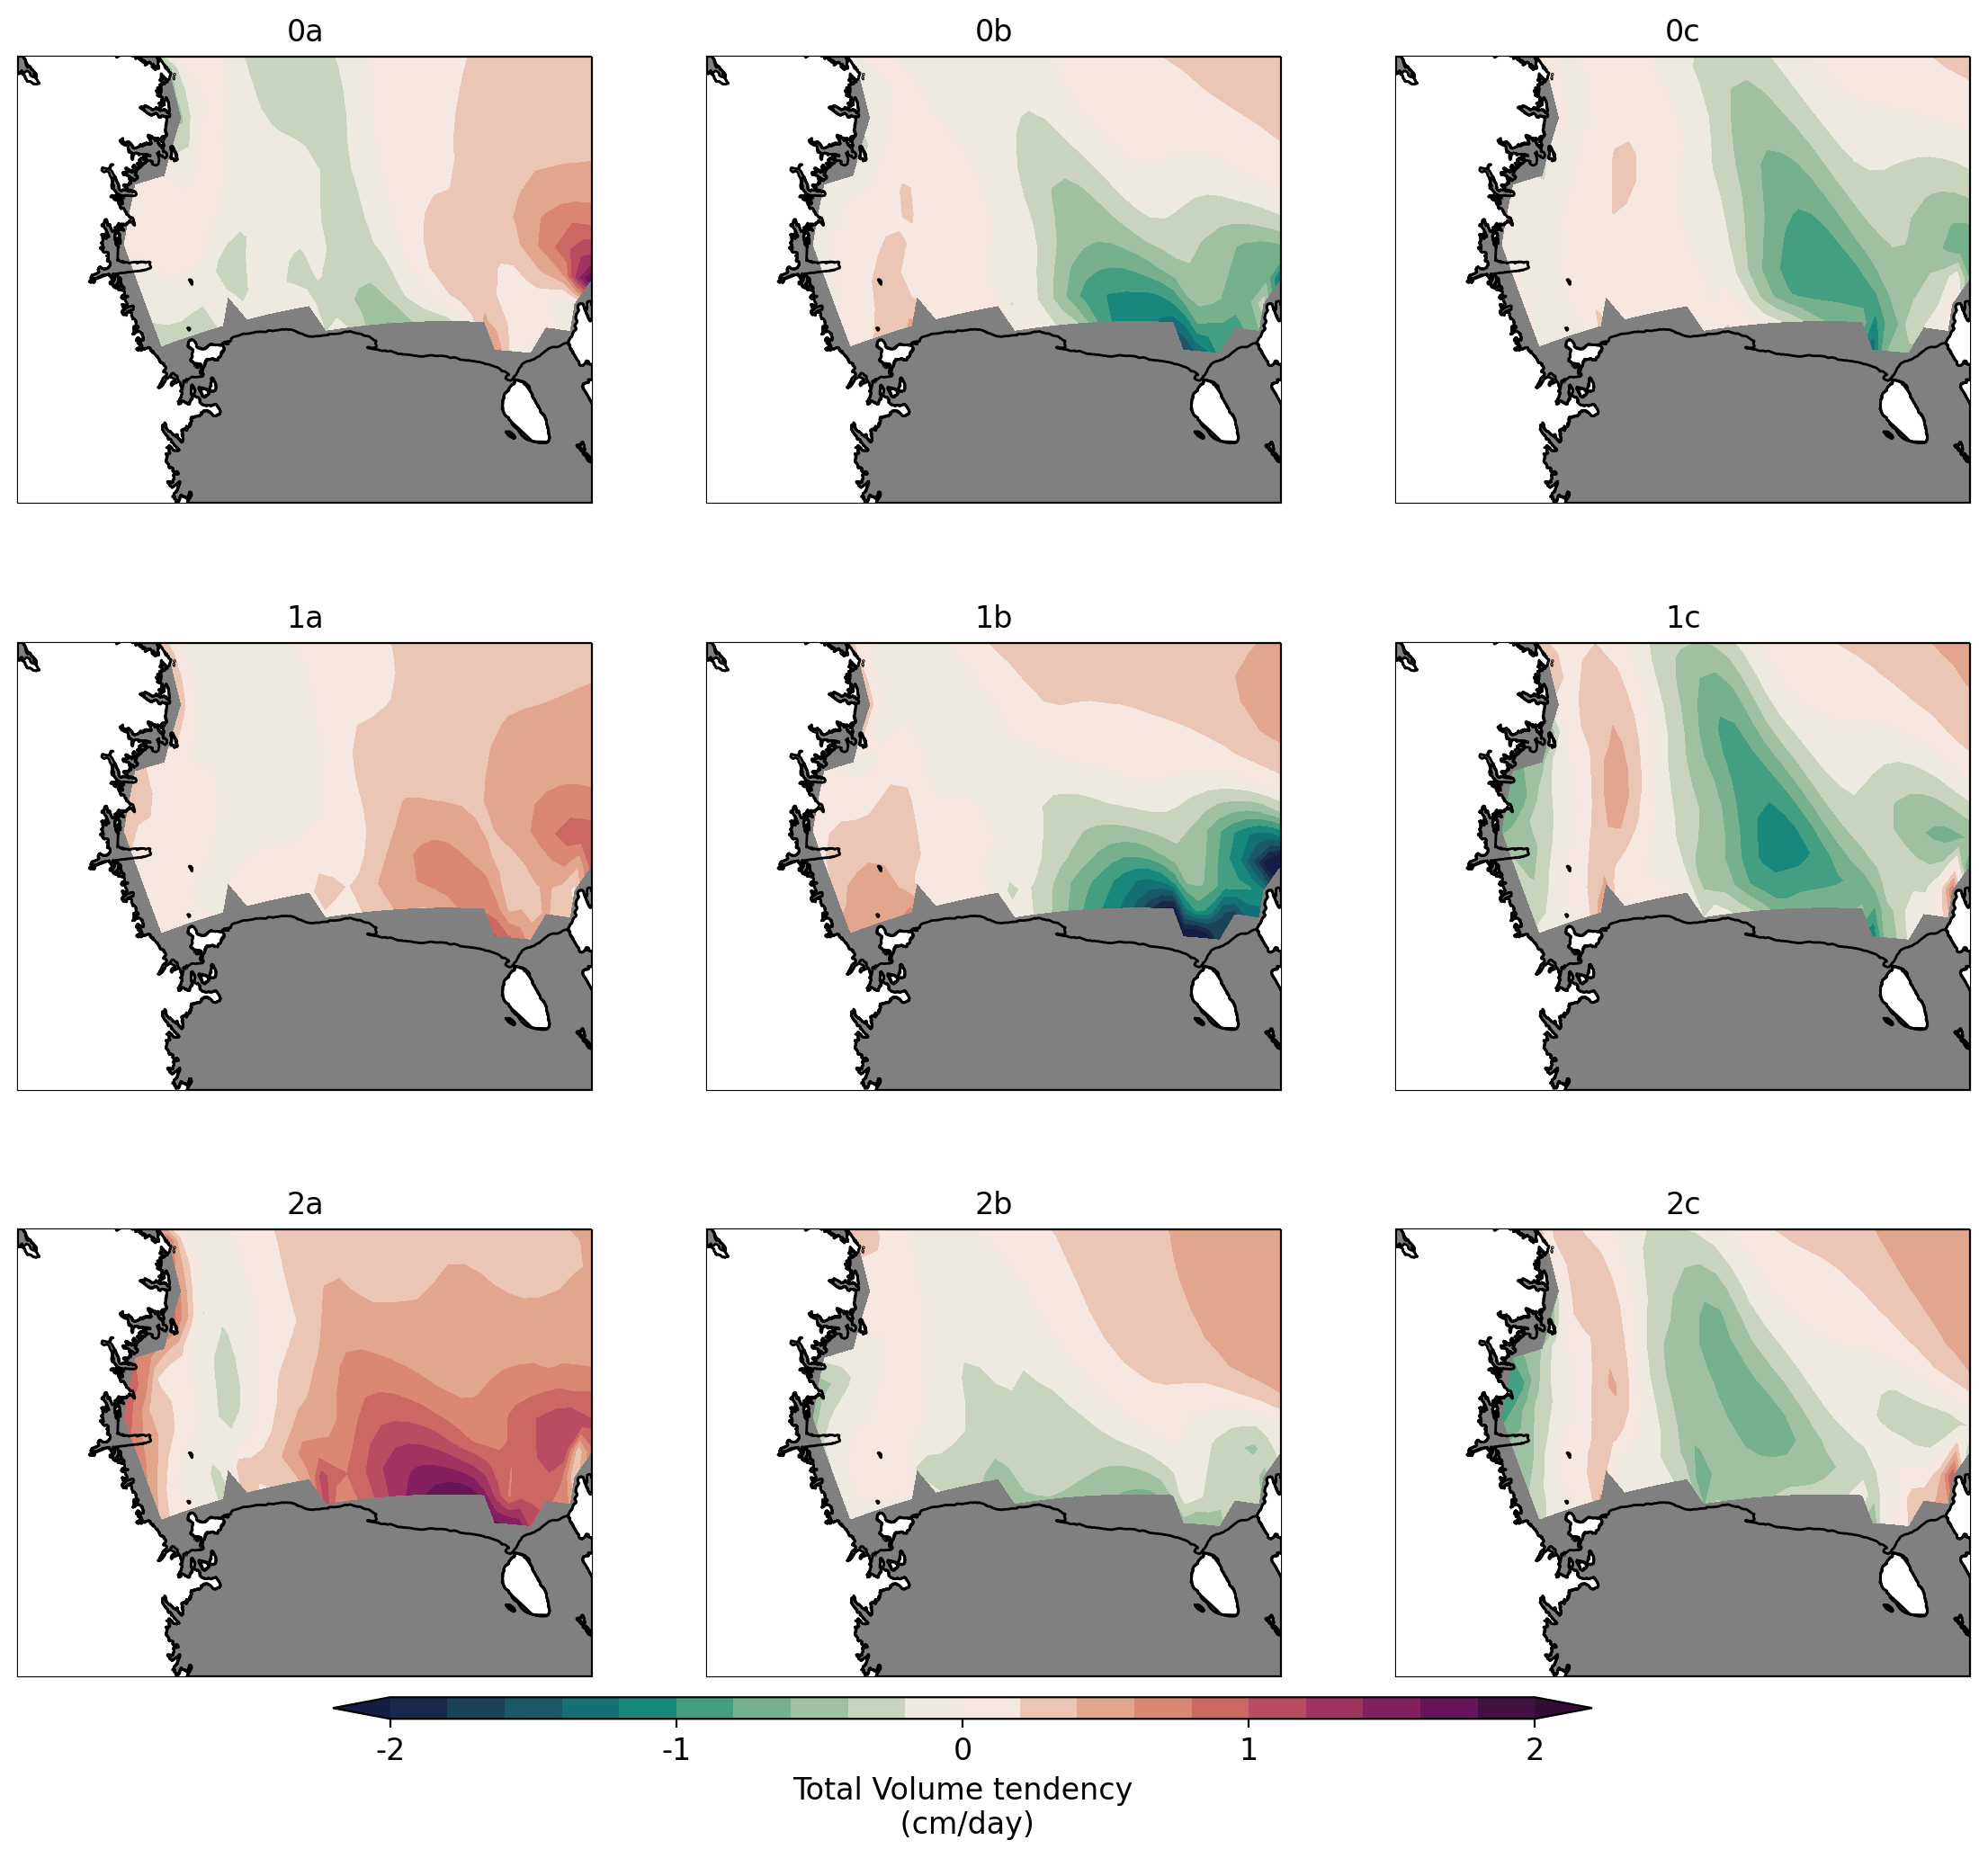 0a
0b
0c
1a
1b
1c
2a
2b
2c
-2
-1
0
1
2
Total Volume tendency
(cm/day)